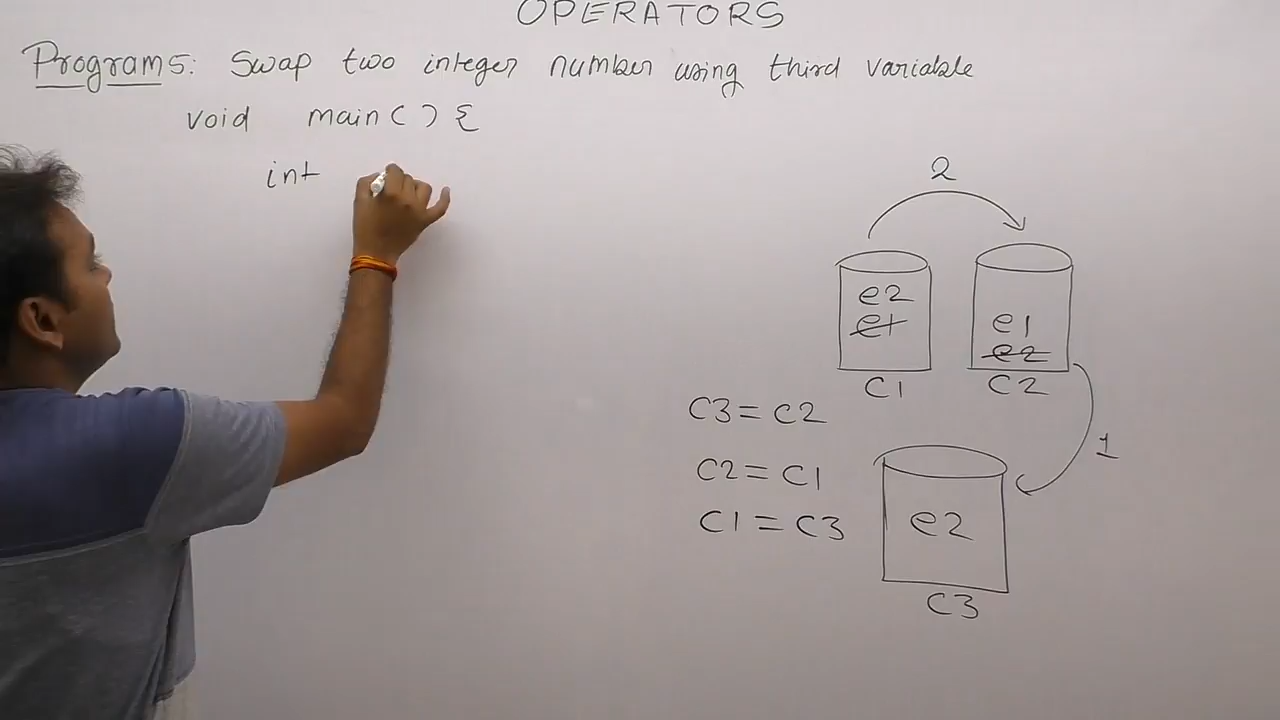 OPERATORS
Program5: Swap two integer number using third variable
void main() {
int
2
e2
e1
e1
e2
C1
C2
C3 = C2
1
C2 = C1
C1 = C3
e2
C3